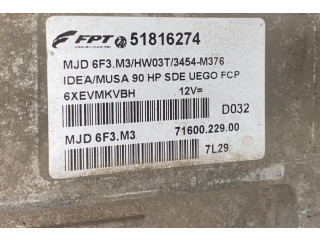 FPT 51816274
MJD 6F3.M3/HW03T/3454-M376
IDEA/MUSA 90 HP SDE UEGO FCP
6XEVMKVBH 12V=
D032
MJD 6F3.M3 71600.229.00
7L29